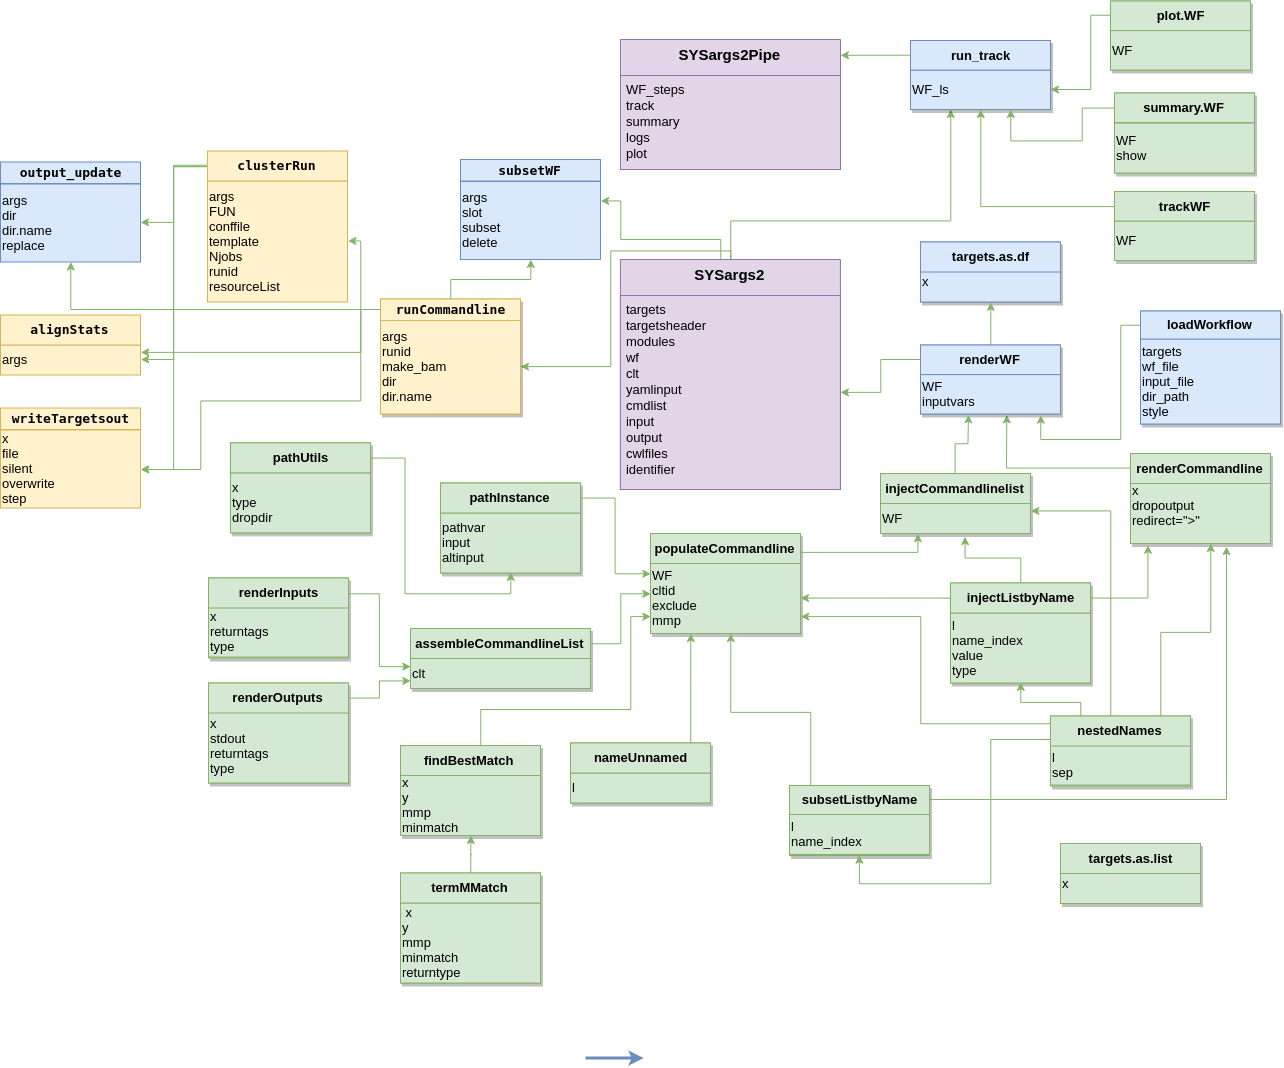 plot.WF
WF
SYSargs2Pipe
WF_steps
track
summary
logs
plot
run_track
WF_ls
summary.WF
WF
show
output_update
args
dir
dir.name
replace
clusterRun
args
FUN
conffile
template
Njobs
runid
resourceList
subsetWF
args
slot
subset
delete
trackWF
WF
targets.as.df
x
SYSargs2
targets
targetsheader
modules
wf
clt
yamlinput
cmdlist
input
output
cwlfiles
identifier
runCommandline
args
runid
make_bam
dir
dir.name
alignStats
args
loadWorkflow
targets
wf_file
input_file
dir_path
style
renderWF
WF
inputvars
writeTargetsout
x
file
silent
overwrite
step
pathUtils
x
type
dropdir
pathInstance
pathvar
input
altinput
injectCommandlinelist
WF
renderCommandline
x
dropoutput
redirect=">"
populateCommandline
WF
cltid
exclude
mmp
renderInputs
x
returntags
type
injectListbyName
l
name_index
value
type
assembleCommandlineList
clt
renderOutputs
x
stdout
returntags
type
nestedNames
l
sep
findBestMatch
x
y
mmp
minmatch
nameUnnamed
l
subsetListbyName
l
name_index
targets.as.list
x
termMMatch
x
y
mmp
minmatch
returntype